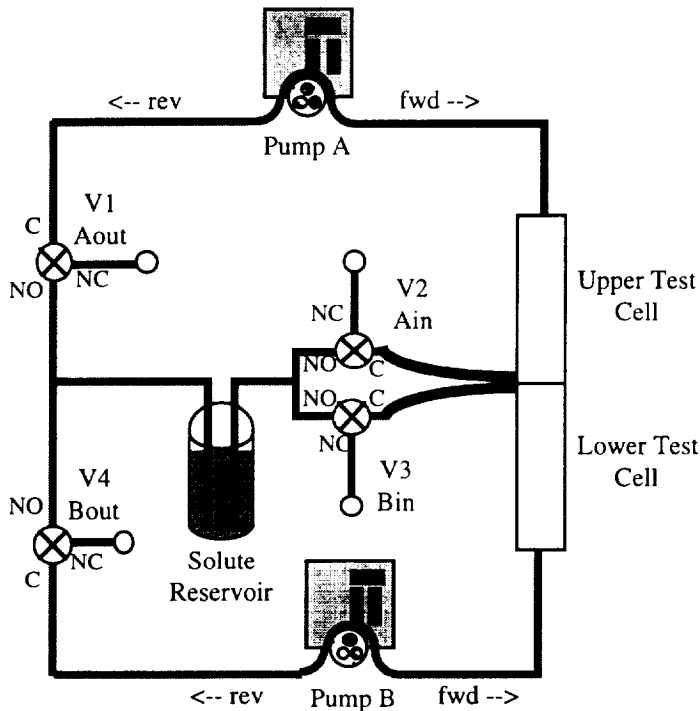 <-- rev
fwd -->
Pump A
C
V1
Aout
NO
NC
V2
Ain
NC
NO
C
Upper Test
Cell
NO
C
NC
V3
Bin
Lower Test
Cell
NO
V4
Bout
C
NC
Solute
Reservoir
<-- rev
Pump B
fwd -->